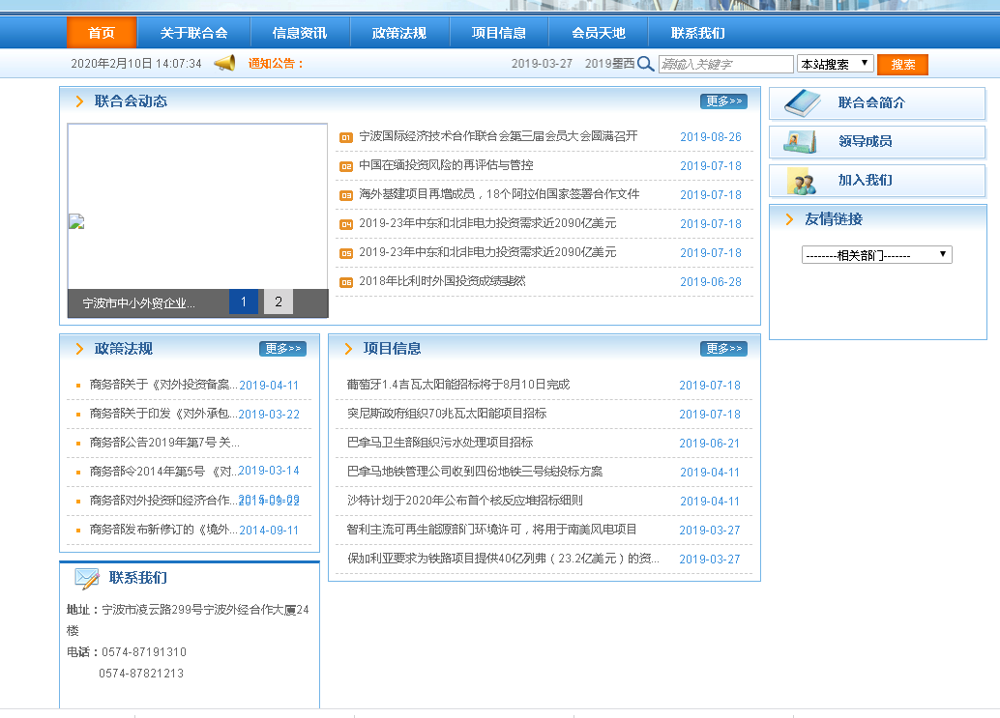 首页 关于联合会 信息资讯 政策法规 项目信息 会员天地 联系我们
2020年2月10日 14:07:34 通知公告： 2019-03-27 2019墨西 请输入关键字 本站搜索 搜索
联合会动态 更多>>
01 宁波国际经济技术合作联合会第三届会员大会圆满召开 2019-08-26
02 中国在缅投资风险的再评估与管控 2019-07-18
03 海外基建项目再增成员，18个阿拉伯国家签署合作文件 2019-07-18
04 2019-23年中东和北非电力投资需求近2090亿美元 2019-07-18
05 2019-23年中东和北非电力投资需求近2090亿美元 2019-07-18
06 2018年比利时外国投资成绩斐然 2019-06-28
宁波市中小外贸企业... 1 2
联合会简介
领导成员
加入我们
友情链接
--------相关部门-------
政策法规 更多>>
商务部关于《对外投资备案... 2019-04-11
商务部关于印发《对外承包... 2019-03-22
商务部公告2019年第7号 关...
商务部令2014年第5号 《对... 2019-03-14
商务部对外投资和经济合作...
商务部发布新修订的《境外... 2014-09-11
项目信息 更多>>
葡萄牙1.4吉瓦太阳能招标将于8月10日完成 2019-07-18
突尼斯政府组织70兆瓦太阳能项目招标 2019-07-18
巴拿马卫生部组织污水处理项目招标 2019-06-21
巴拿马地铁管理公司收到四份地铁三号线投标方案 2019-04-11
沙特计划于2020年公布首个核反应堆招标细则 2019-04-11
智利主流可再生能源部门环境许可，将用于南美风电项目 2019-03-27
保加利亚要求为铁路项目提供40亿列弗（23.2亿美元）的资... 2019-03-27
联系我们
地址：宁波市凌云路299号宁波外经合作大厦24
楼
电话：0574-87191310
0574-87821213